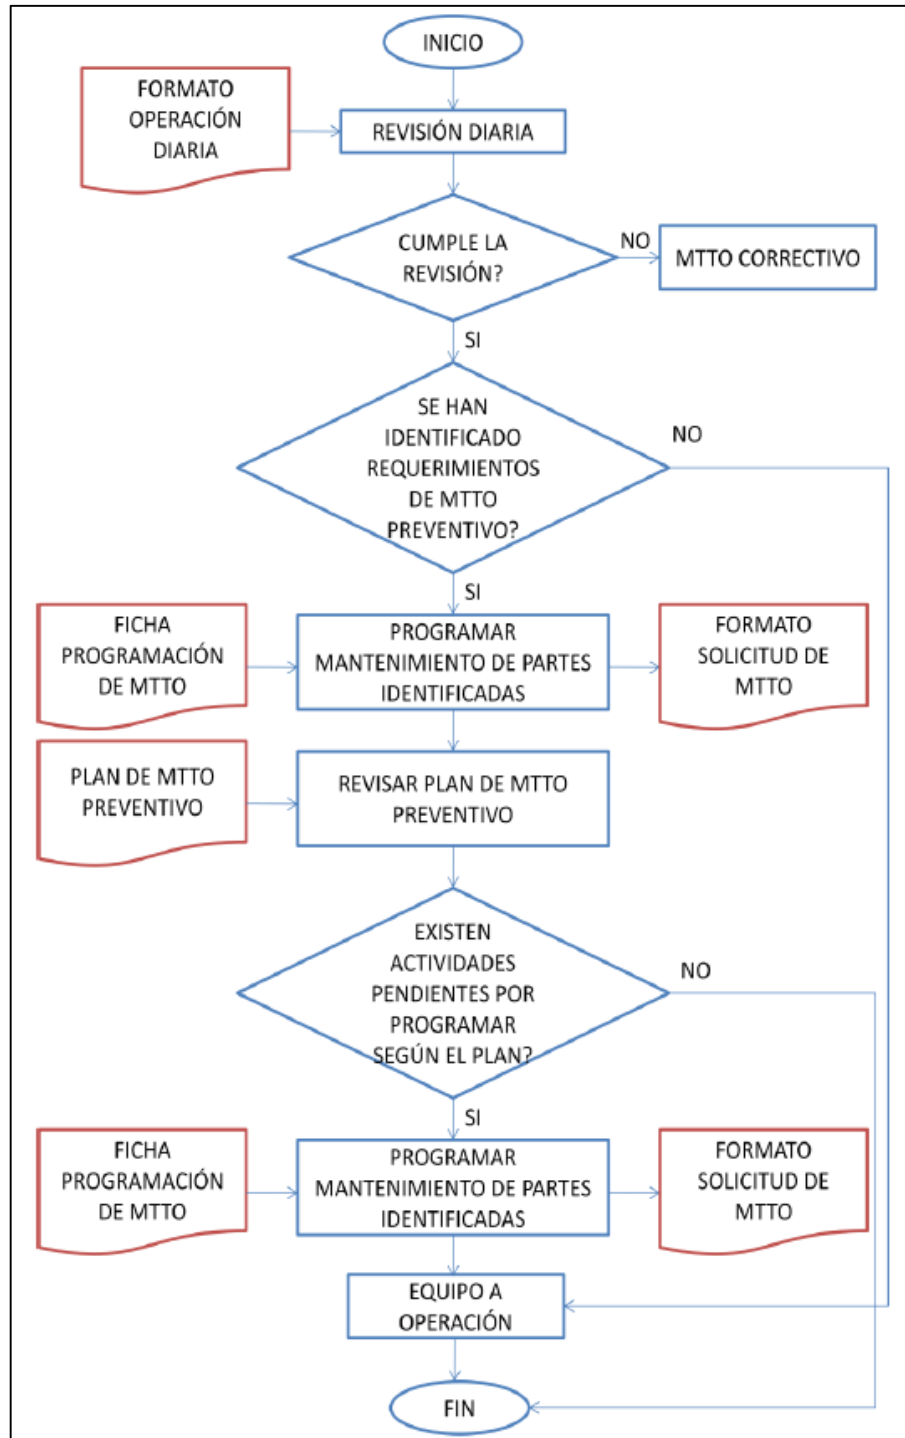 INICIO
FORMATO
OPERACIÓN
DIARIA
REVISIÓN DIARIA
CUMPLE LA
REVISIÓN?
NO
MTTO CORRECTIVO
SI
SE HAN
IDENTIFICADO
REQUERIMIENTOS
DE MTTO
PREVENTIVO?
NO
SI
FICHA
PROGRAMACIÓN
DE MTTO
PROGRAMAR
MANTENIMIENTO DE PARTES
IDENTIFICADAS
FORMATO
SOLICITUD DE
MTTO
PLAN DE MTTO
PREVENTIVO
REVISAR PLAN DE MTTO
PREVENTIVO
EXISTEN
ACTIVIDADES
PENDIENTES POR
PROGRAMAR
SEGÚN EL PLAN?
NO
SI
FICHA
PROGRAMACIÓN
DE MTTO
PROGRAMAR
MANTENIMIENTO DE PARTES
IDENTIFICADAS
FORMATO
SOLICITUD DE
MTTO
EQUIPO A
OPERACIÓN
FIN